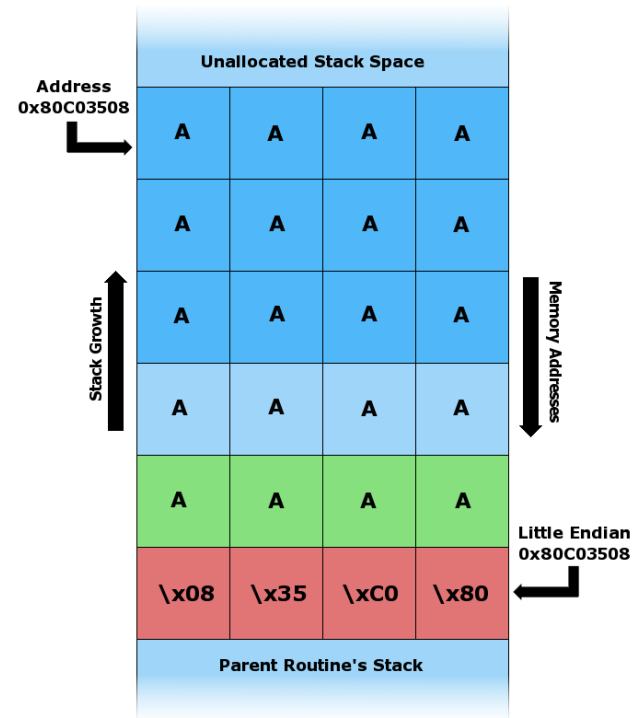 Unallocated Stack Space
Address
0x80C03508
A A A A
A A A A
A A A A
Stack Growth
Memory Addresses
A A A A
A A A A
Little Endian
0x80C03508
\x08 \x35 \xC0 \x80
Parent Routine's Stack